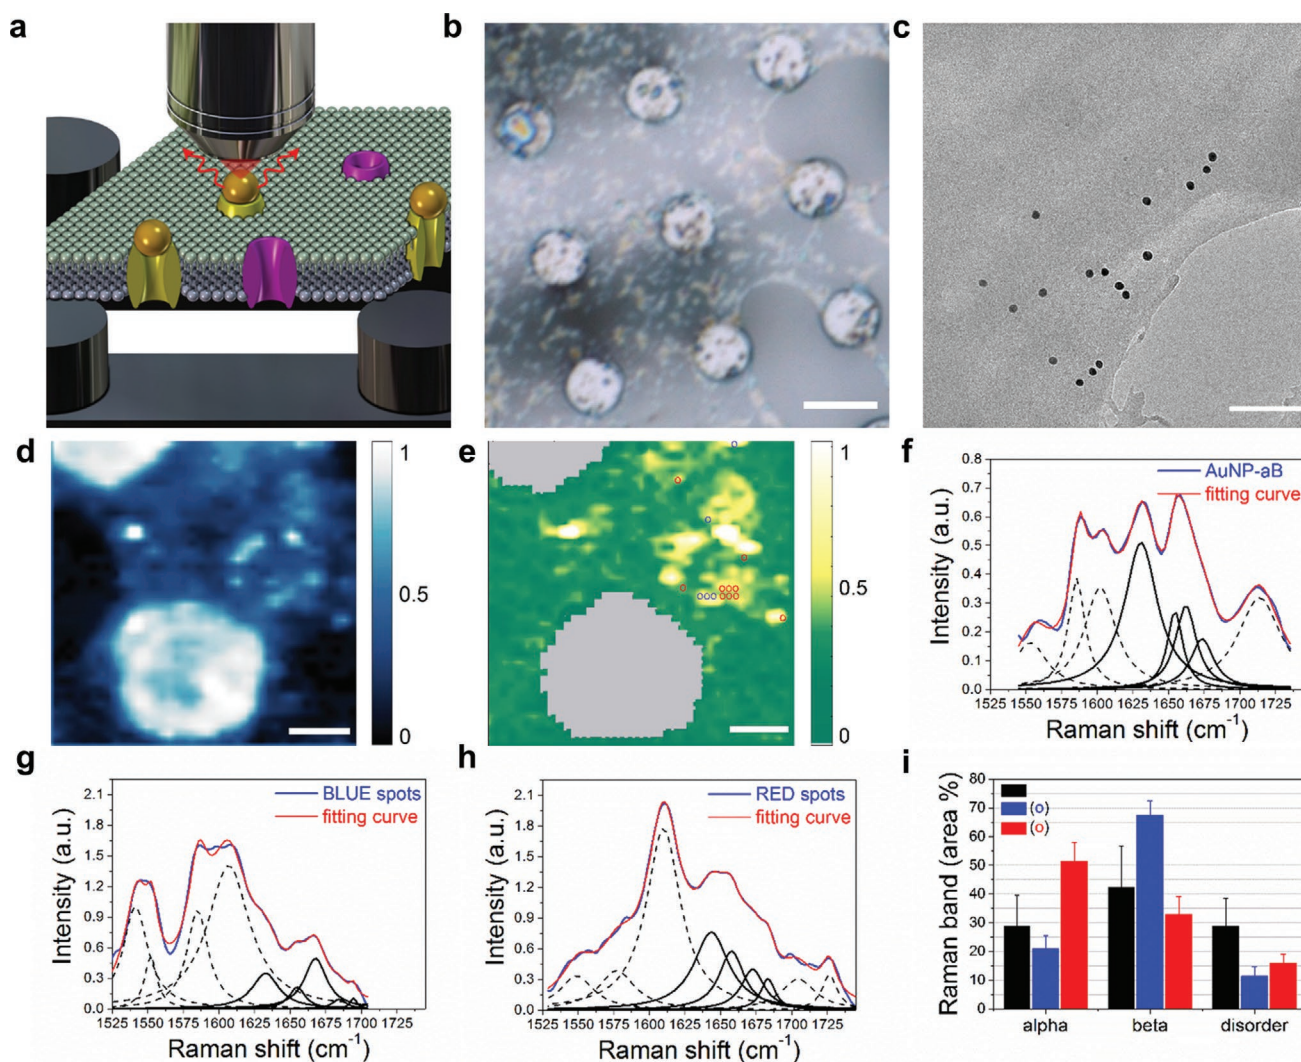 a
b
c
d
1
0.5
0
e
1
0.5
0
f
AuNP-aB
fitting curve
Intensity (a.u.)
0.8
0.7
0.6
0.5
0.4
0.3
0.2
0.1
0.0
1550 1575 1600 1625 1650 1675 1700 1725
Raman shift (cm⁻¹)
g
BLUE spots
fitting curve
Intensity (a.u.)
2.1
1.8
1.5
1.2
0.9
0.6
0.3
0.0
1525 1550 1575 1600 1625 1650 1675 1700 1725
Raman shift (cm⁻¹)
h
RED spots
fitting curve
Intensity (a.u.)
2.1
1.8
1.5
1.2
0.9
0.6
0.3
0.0
1525 1550 1575 1600 1625 1650 1675 1700 1725
Raman shift (cm⁻¹)
i
(o)
(o)
Raman band (area %)
80
70
60
50
40
30
20
10
0
alpha beta disorder